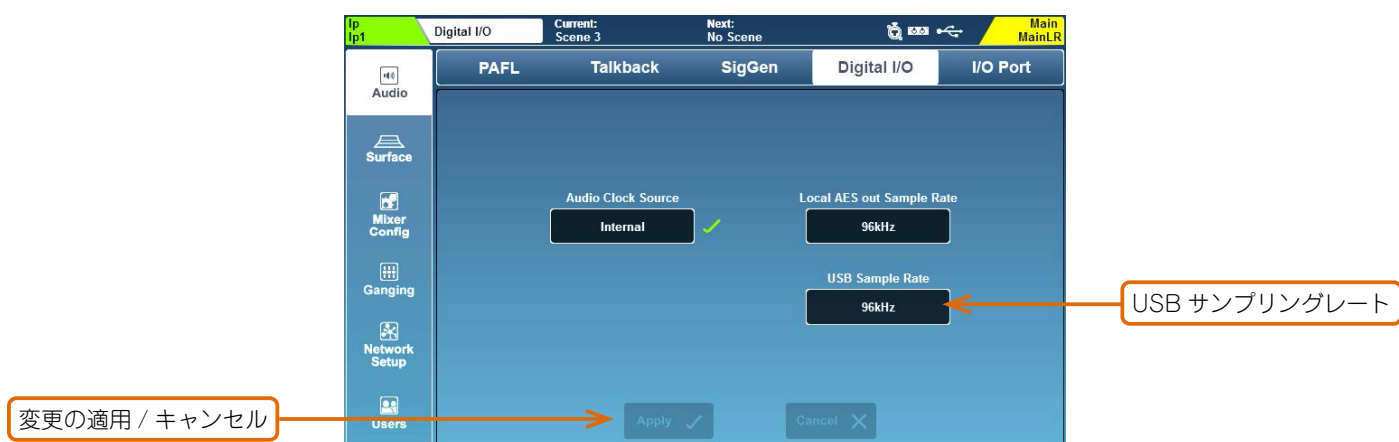 Ip
Ip1
Digital I/O
Current:
Scene 3
Next:
No Scene
Main
MainLR
Audio
PAFL
Talkback
SigGen
Digital I/O
I/O Port
Surface
Mixer
Config
Ganging
Network
Setup
Users
Audio Clock Source
Internal
Local AES out Sample Rate
96kHz
USB Sample Rate
96kHz
USB サンプリングレート
変更の適用 / キャンセル
Apply
Cancel